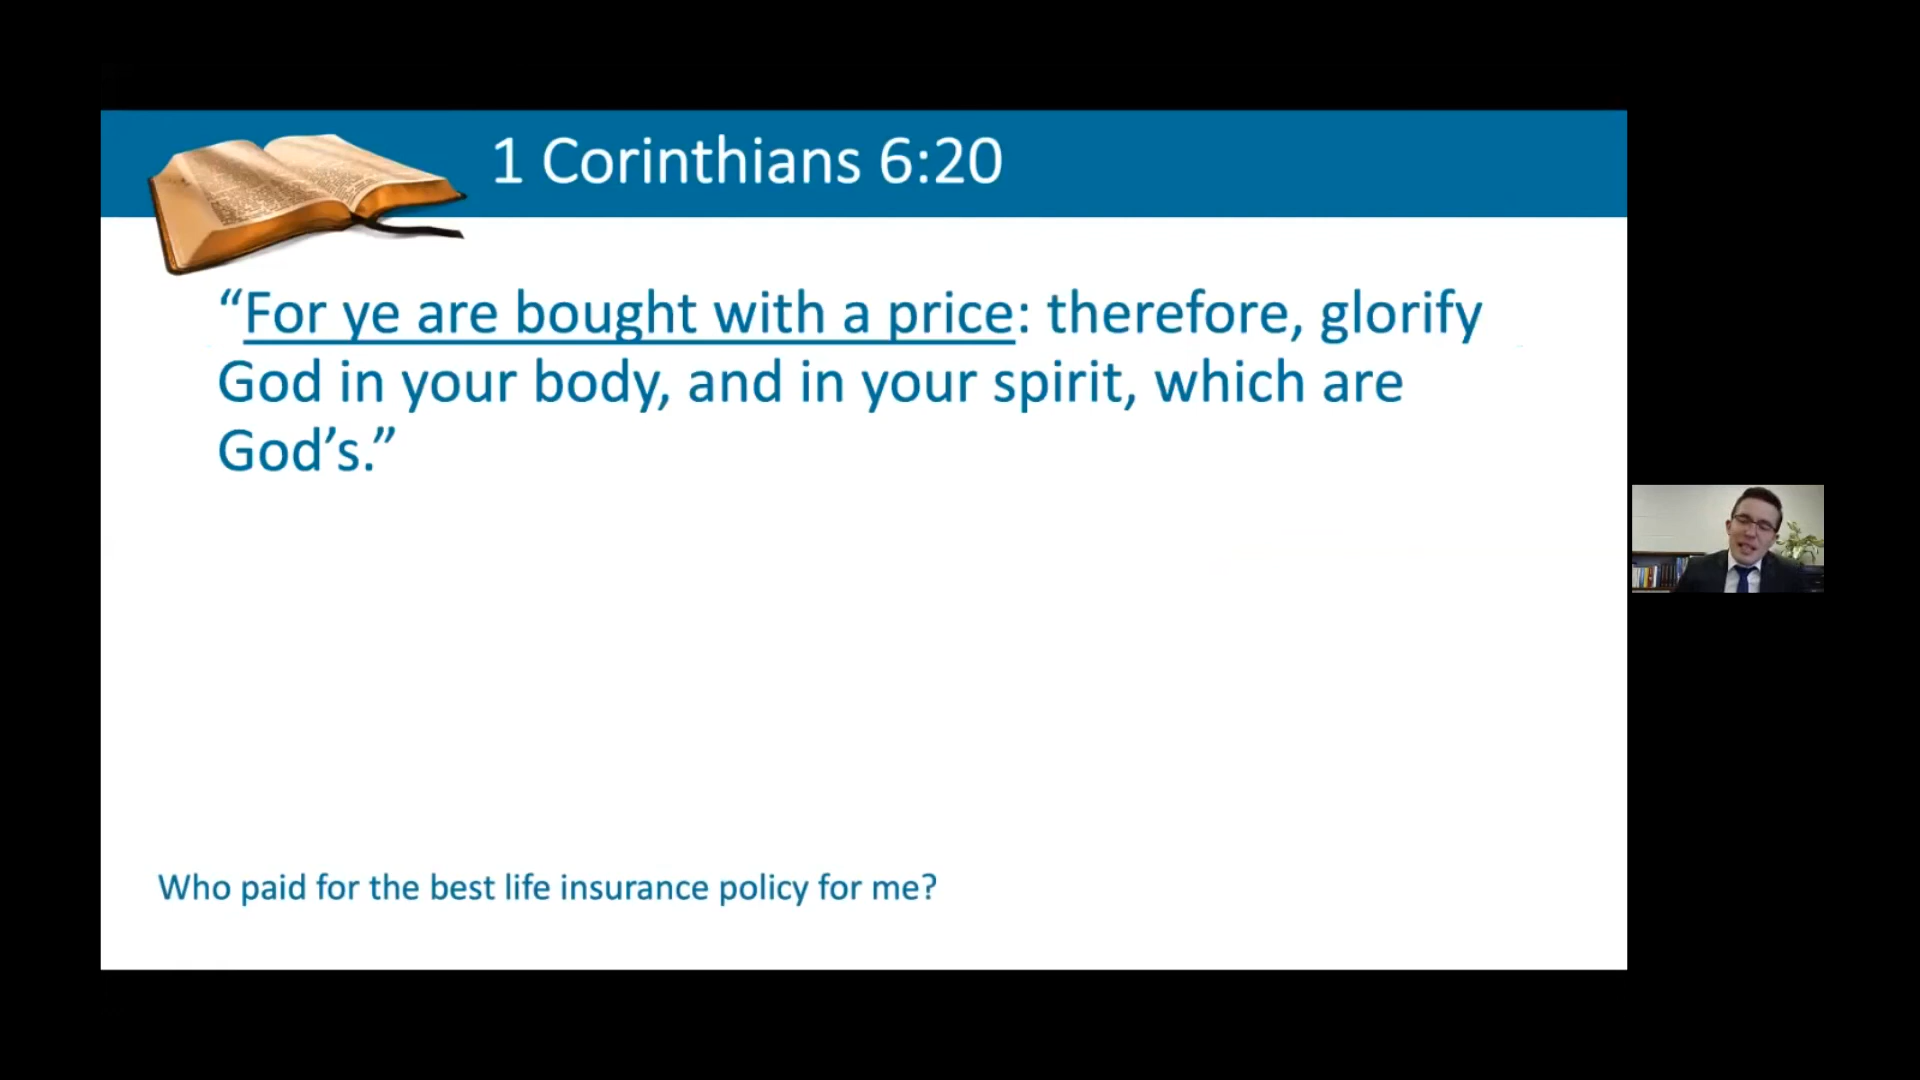 1 Corinthians 6:20
“For ye are bought with a price: therefore, glorify
God in your body, and in your spirit, which are
God’s.”
Who paid for the best life insurance policy for me?